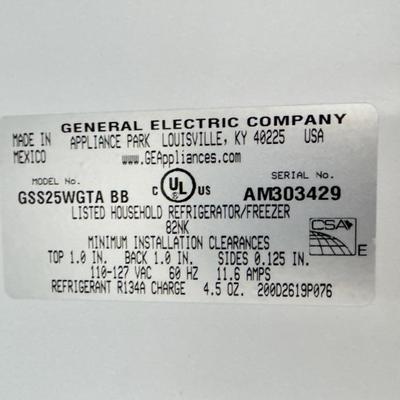 GENERAL ELECTRIC COMPANY
MADE IN MEXICO
APPLIANCE PARK LOUISVILLE, KY 40225 USA
www.GEAppliances.com
MODEL No.
GSS25WGTA BB
C UL US
SERIAL No.
AM303429
LISTED HOUSEHOLD REFRIGERATOR/FREEZER
82NK
CSA E
MINIMUM INSTALLATION CLEARANCES
TOP 1.0 IN. BACK 1.0 IN. SIDES 0.125 IN.
110-127 VAC 60 HZ 11.6 AMPS
REFRIGERANT R134A CHARGE 4.5 OZ. 200D2619P076